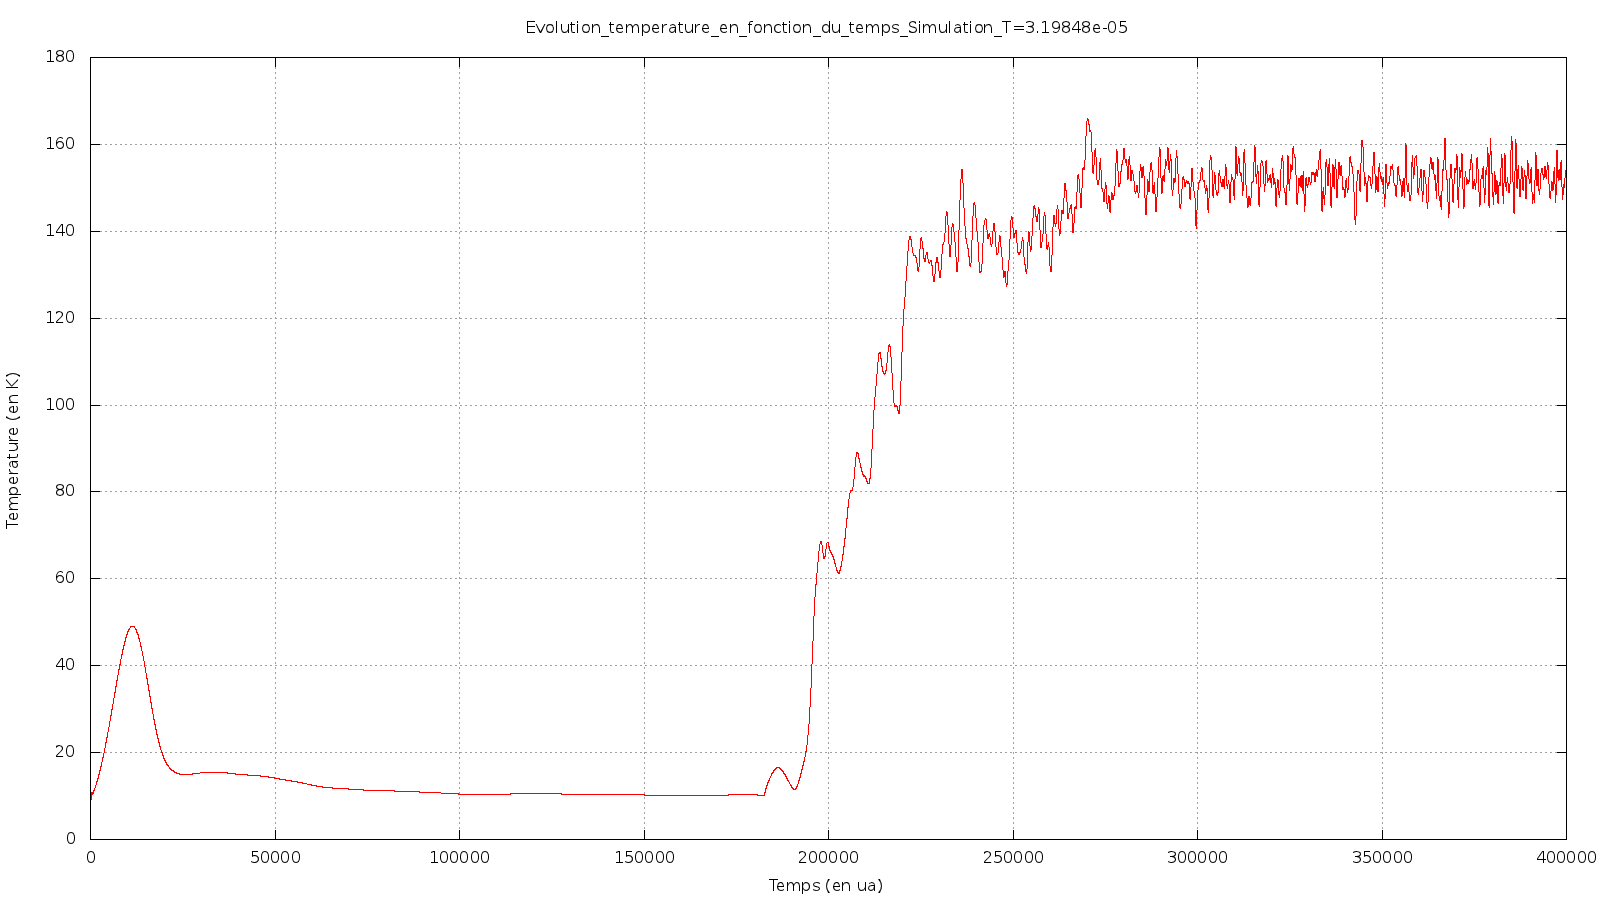 Evolution_temperature_en_fonction_du_temps_Simulation_T=3.19848e-05
180
160
140
120
100
80
60
40
20
0
Temperature (en K)
0 50000 100000 150000 200000 250000 300000 350000 400000
Temps (en ua)